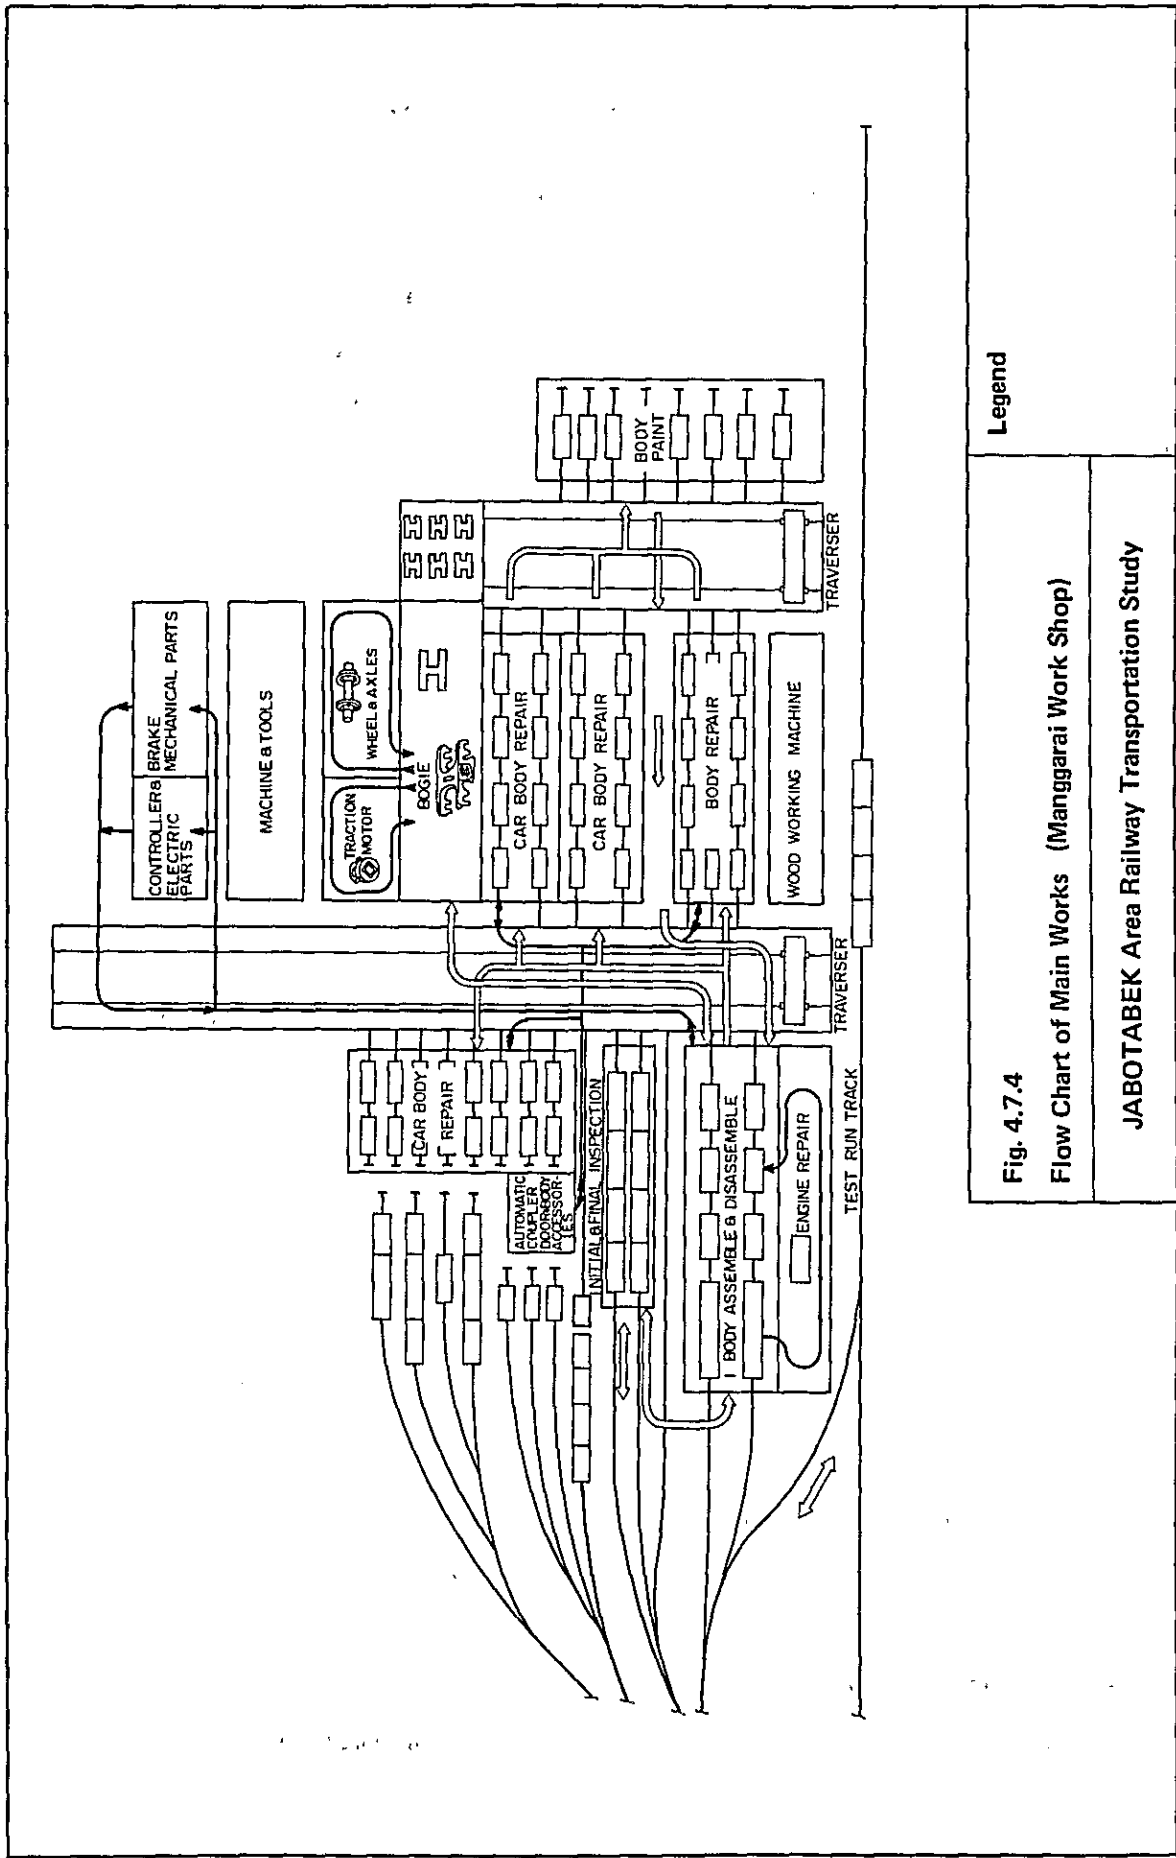 CONTROLLER &
ELECTRIC
PARTS
BRAKE
MECHANICAL PARTS
MACHINE & TOOLS
TRACTION
MOTOR
WHEEL & AXLES
BOGIE
CAR BODY REPAIR
CAR BODY REPAIR
BODY REPAIR
WOOD WORKING MACHINE
BODY
PAINT
TRAVERSER
TRAVERSER
CAR BODY
REPAIR
AUTOMATIC
COUPLER
DOOR BODY
ACCESSOR-
IES
INITIAL & FINAL INSPECTION
BODY ASSEMBLE & DISASSEMBLE
ENGINE REPAIR
TEST RUN TRACK
Fig. 4.7.4
Flow Chart of Main Works (Manggarai Work Shop)
JABOTABEK Area Railway Transportation Study
Legend